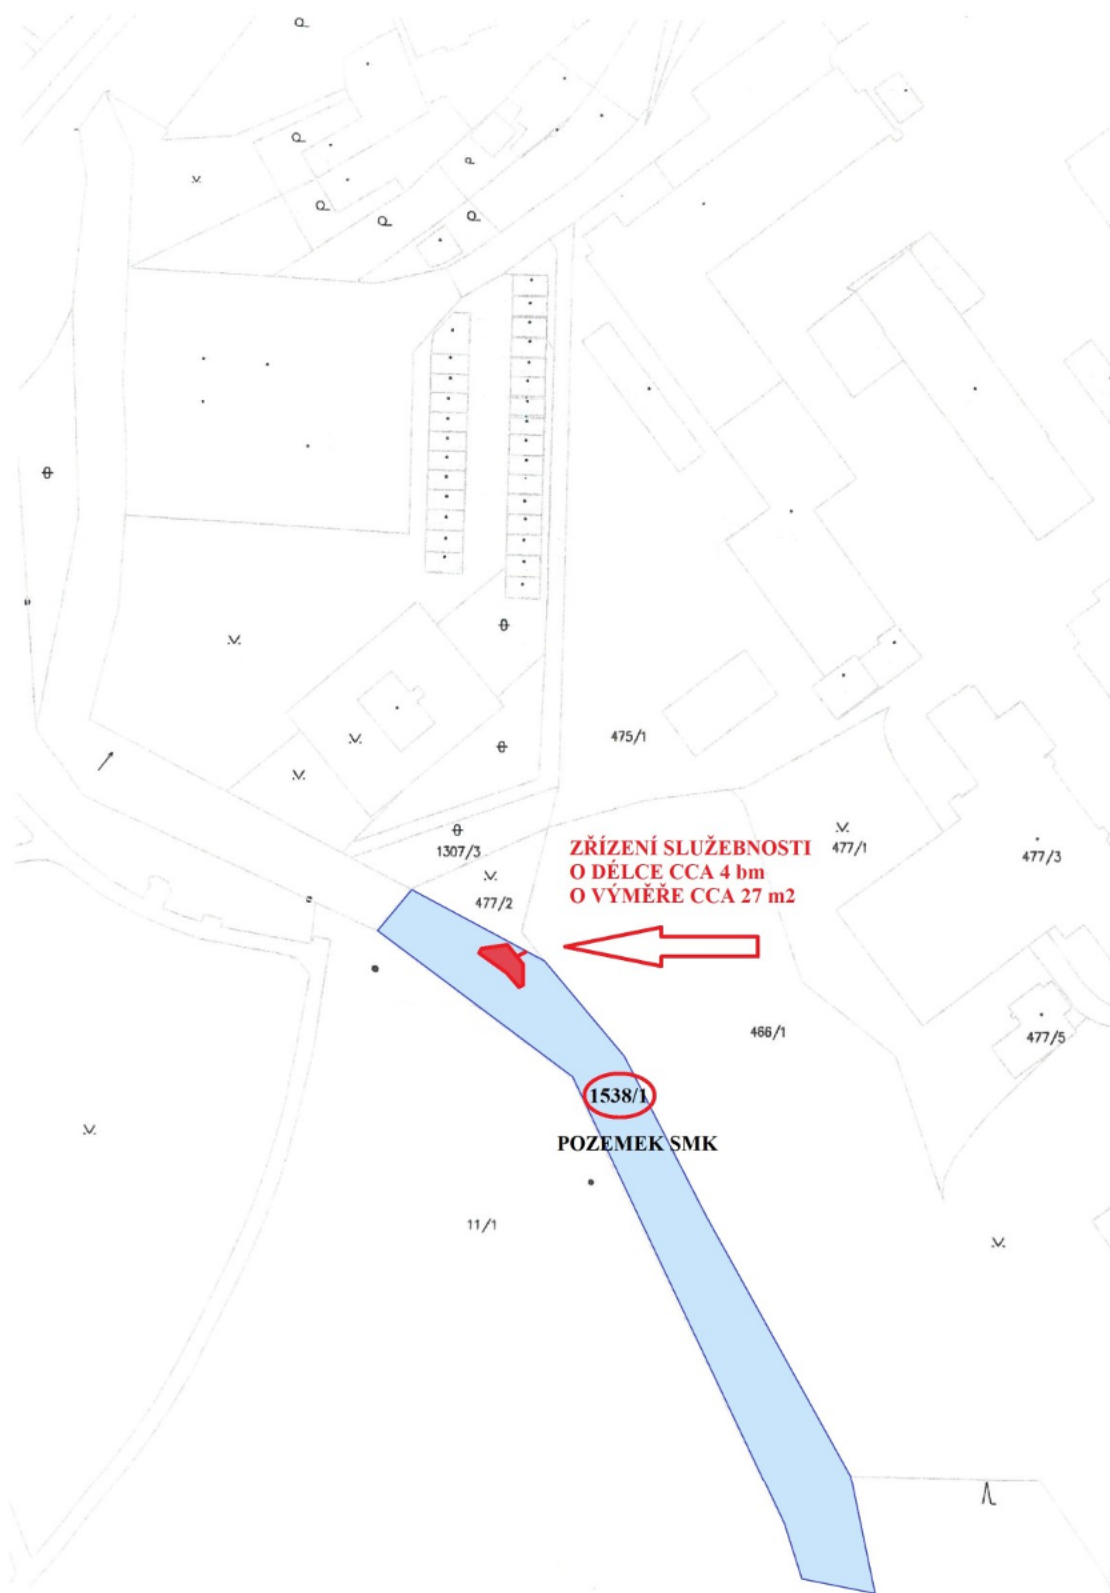 475/1
1307/3
ZŘÍZENÍ SLUŽEBNOSTI
O DÉLCE CCA 4 bm
O VÝMĚŘE CCA 27 m2
477/1
477/3
477/2
466/1
477/5
1538/1
POZEMEK SMK
11/1